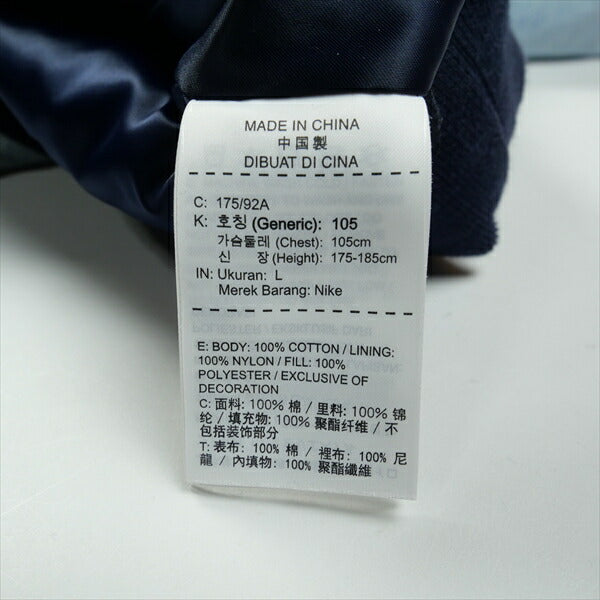 MADE IN CHINA
中国製
DIBUAT DI CINA
C: 175/92A
K: 호칭 (Generic): 105
가슴둘레 (Chest): 105cm
신 장 (Height): 175-185cm
IN: Ukuran: L
Merek Barang: Nike
E: BODY: 100% COTTON / LINING:
100% NYLON / FILL: 100%
POLYESTER / EXCLUSIVE OF
DECORATION
C: 面料: 100% 棉 / 里料: 100% 锦
纶 / 填充物: 100% 聚酯纤维 / 不
包括装饰部分
T: 表布: 100% 棉 / 裡布: 100% 尼
龍 / 內填物: 100% 聚酯纖維